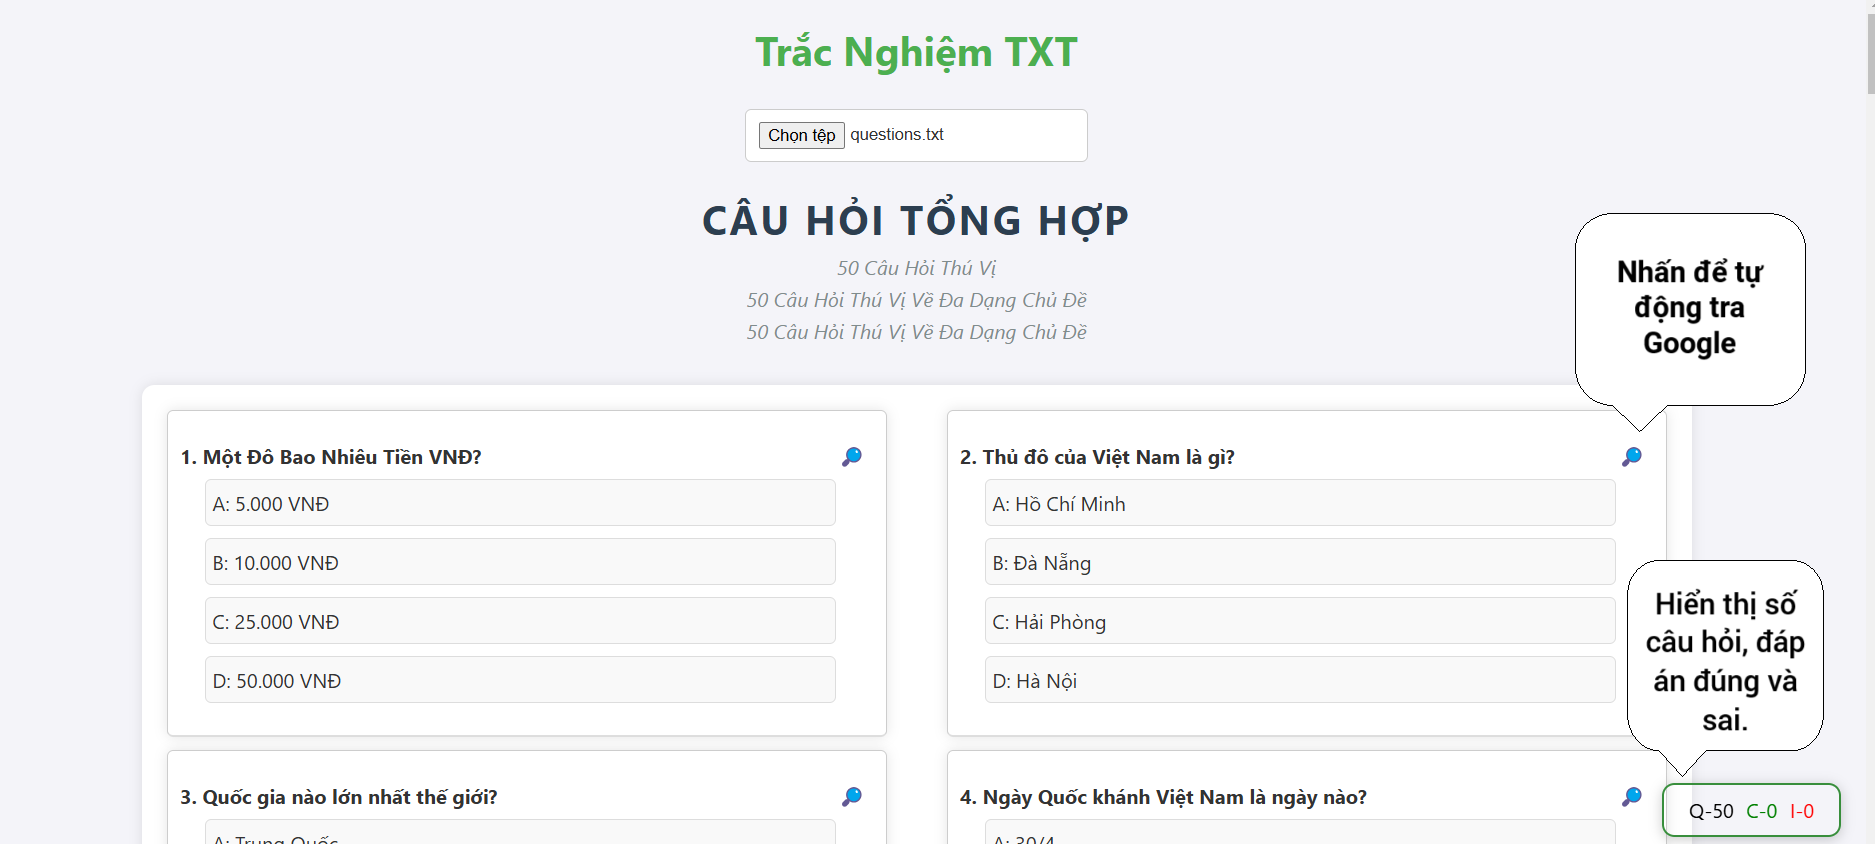 Trắc Nghiệm TXT
Chọn tệp questions.txt
CÂU HỎI TỔNG HỢP
50 Câu Hỏi Thú Vị
50 Câu Hỏi Thú Vị Về Đa Dạng Chủ Đề
50 Câu Hỏi Thú Vị Về Đa Dạng Chủ Đề
Nhấn để tự
động tra
Google
1. Một Đô Bao Nhiêu Tiền VNĐ?
A: 5.000 VNĐ
B: 10.000 VNĐ
C: 25.000 VNĐ
D: 50.000 VNĐ
2. Thủ đô của Việt Nam là gì?
A: Hồ Chí Minh
B: Đà Nẵng
C: Hải Phòng
D: Hà Nội
Hiển thị số
câu hỏi, đáp
án đúng và
sai.
3. Quốc gia nào lớn nhất thế giới?
A: Trung Quốc
4. Ngày Quốc khánh Việt Nam là ngày nào?
A: 30/4
Q-50 C-0 I-0